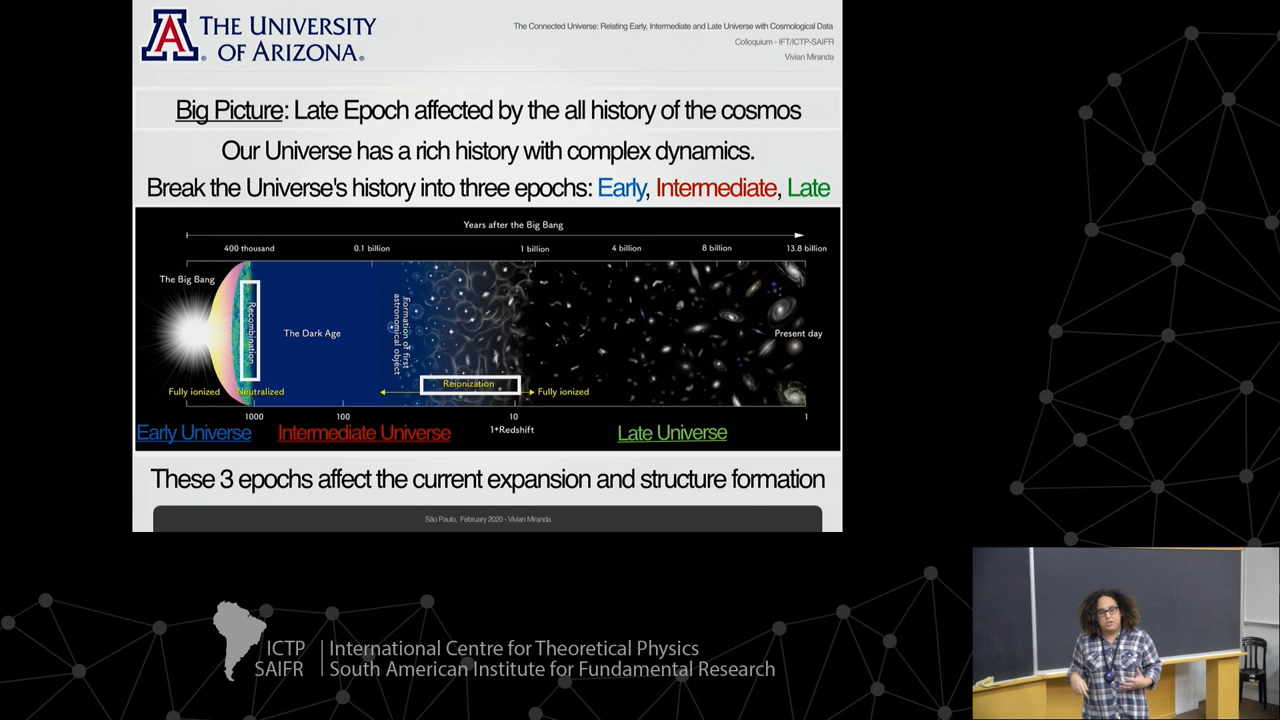 THE UNIVERSITY
OF ARIZONA®
The Connected Universe: Relating Early, Intermediate and Late Universe with Cosmological Data
Colloquium - IFT/ICTP-SAIFR
Vivian Miranda
Big Picture: Late Epoch affected by the all history of the cosmos
Our Universe has a rich history with complex dynamics.
Break the Universe's history into three epochs: Early, Intermediate, Late
Years after the Big Bang
400 thousand
0.1 billion
1 billion
4 billion
8 billion
13.8 billion
The Big Bang
Recombination
The Dark Age
Formation of first
astronomical object
Present day
Reionization
Fully ionized
Neutralized
Fully ionized
1000
100
10
1
1+Redshift
Early Universe
Intermediate Universe
Late Universe
These 3 epochs affect the current expansion and structure formation
São Paulo, February 2020 - Vivian Miranda
ICTP
SAIFR
International Centre for Theoretical Physics
South American Institute for Fundamental Research